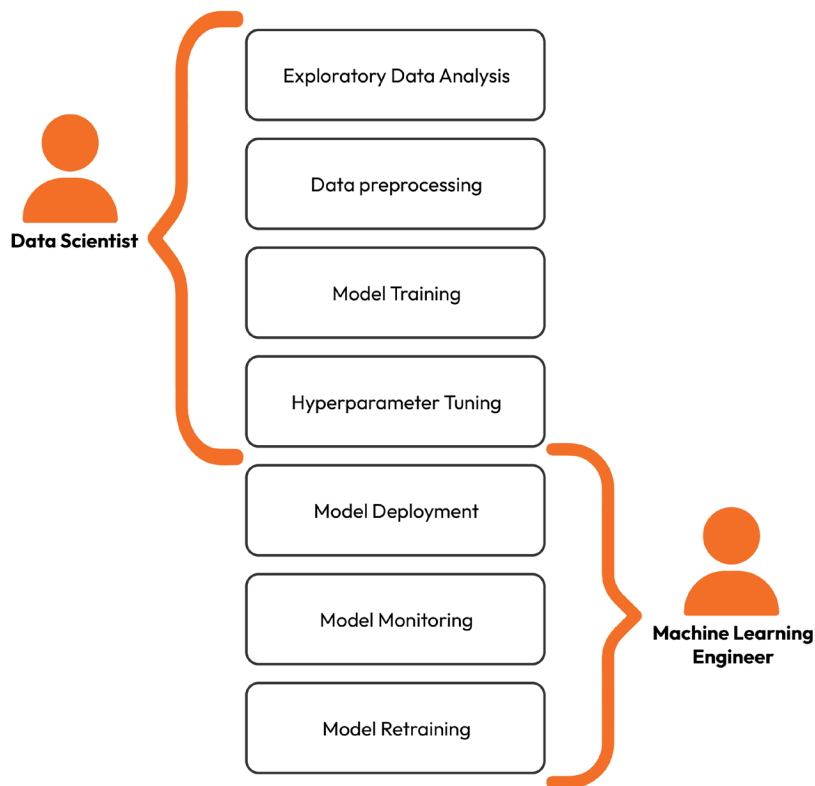 Exploratory Data Analysis
Data preprocessing
Data Scientist
Model Training
Hyperparameter Tuning
Model Deployment
Model Monitoring
Machine Learning
Engineer
Model Retraining